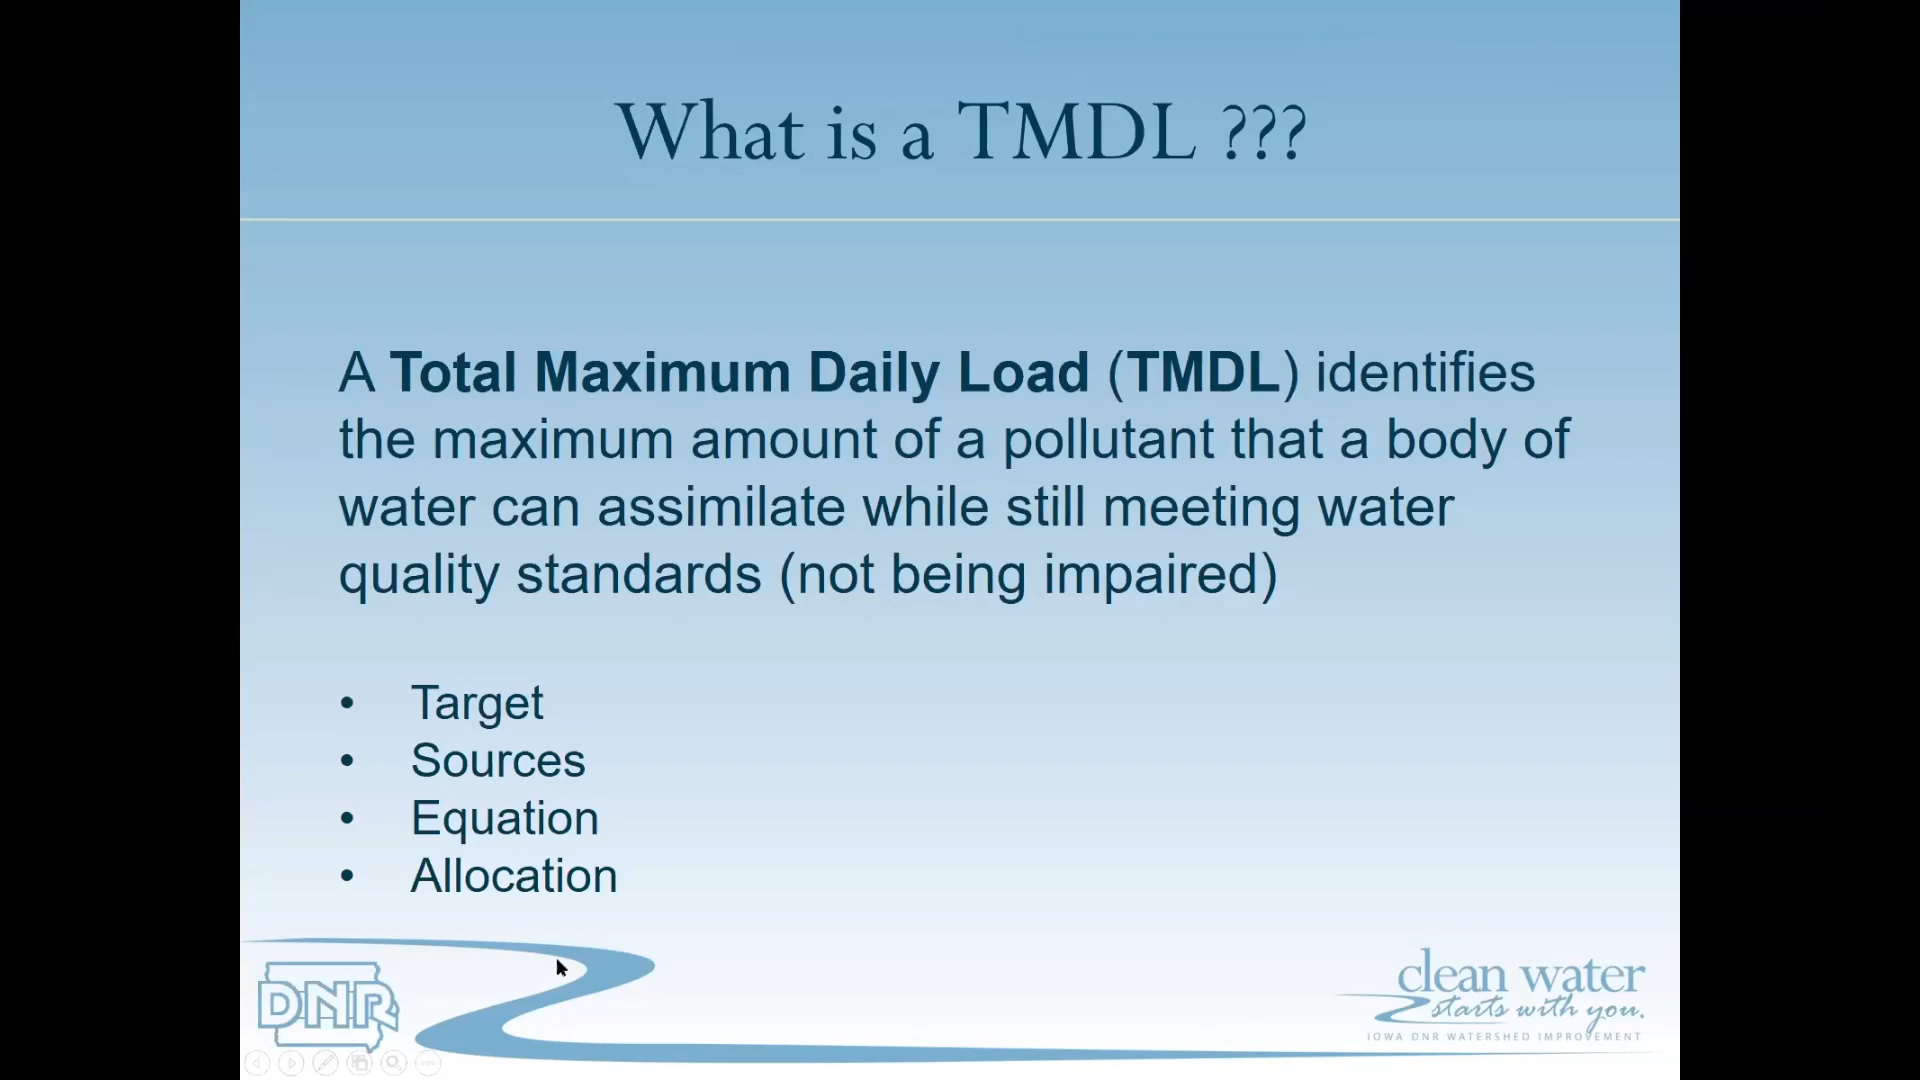 What is a TMDL ???
A Total Maximum Daily Load (TMDL) identifies
the maximum amount of a pollutant that a body of
water can assimilate while still meeting water
quality standards (not being impaired)
• Target
• Sources
• Equation
• Allocation
DNR
clean water
starts with you.
IOWA DNR WATERSHED IMPROVEMENT